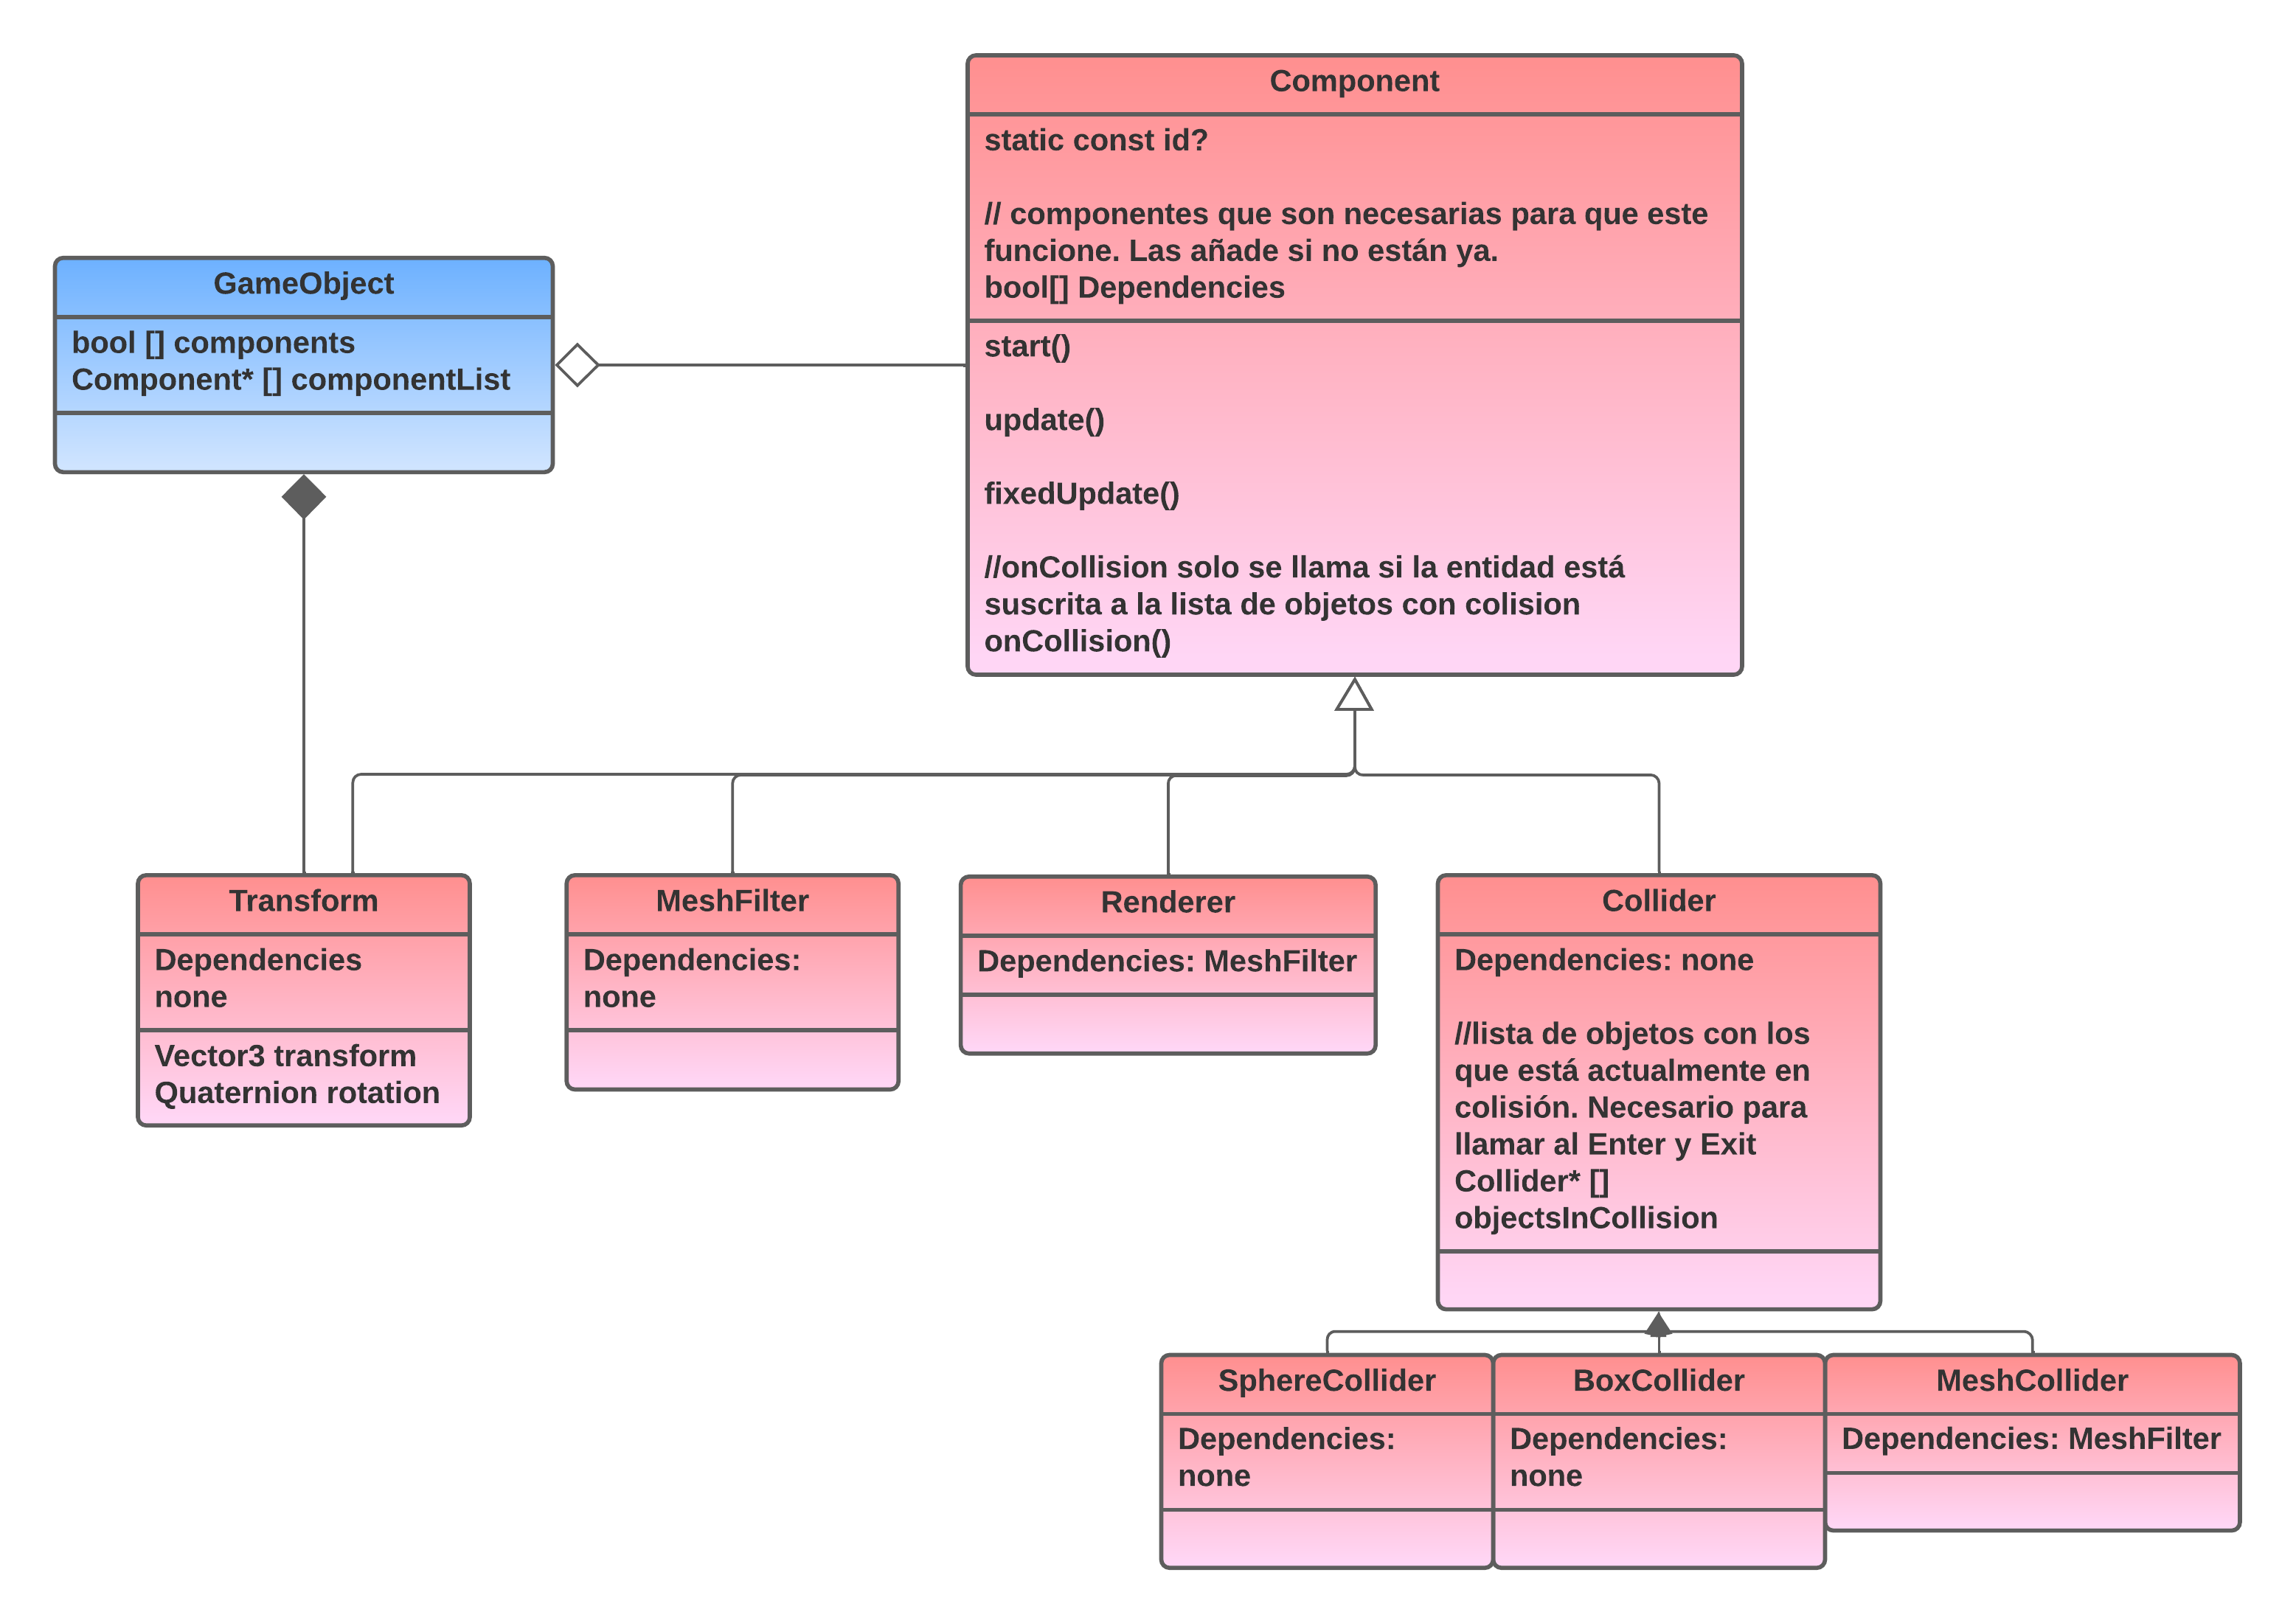 Component
static const id?
// componentes que son necesarias para que este
funcione. Las añade si no están ya.
bool[] Dependencies
start()
update()
fixedUpdate()
//onCollision solo se llama si la entidad está
suscrita a la lista de objetos con colision
onCollision()
GameObject
bool [] components
Component* [] componentList
Transform
Dependencies
none
Vector3 transform
Quaternion rotation
MeshFilter
Dependencies:
none
Renderer
Dependencies: MeshFilter
Collider
Dependencies: none
//lista de objetos con los
que está actualmente en
colisión. Necesario para
llamar al Enter y Exit
Collider* []
objectsInCollision
SphereCollider
Dependencies:
none
BoxCollider
Dependencies:
none
MeshCollider
Dependencies: MeshFilter